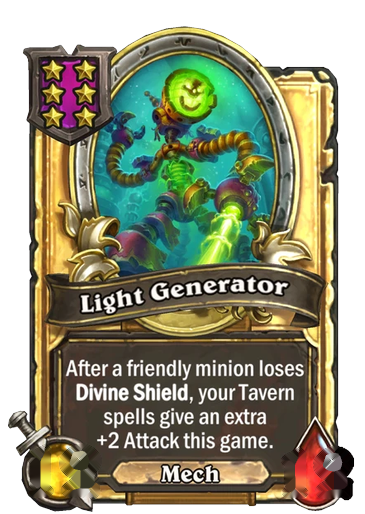 Light Generator
After a friendly minion loses
Divine Shield, your Tavern
spells give an extra
+2 Attack this game.
Mech